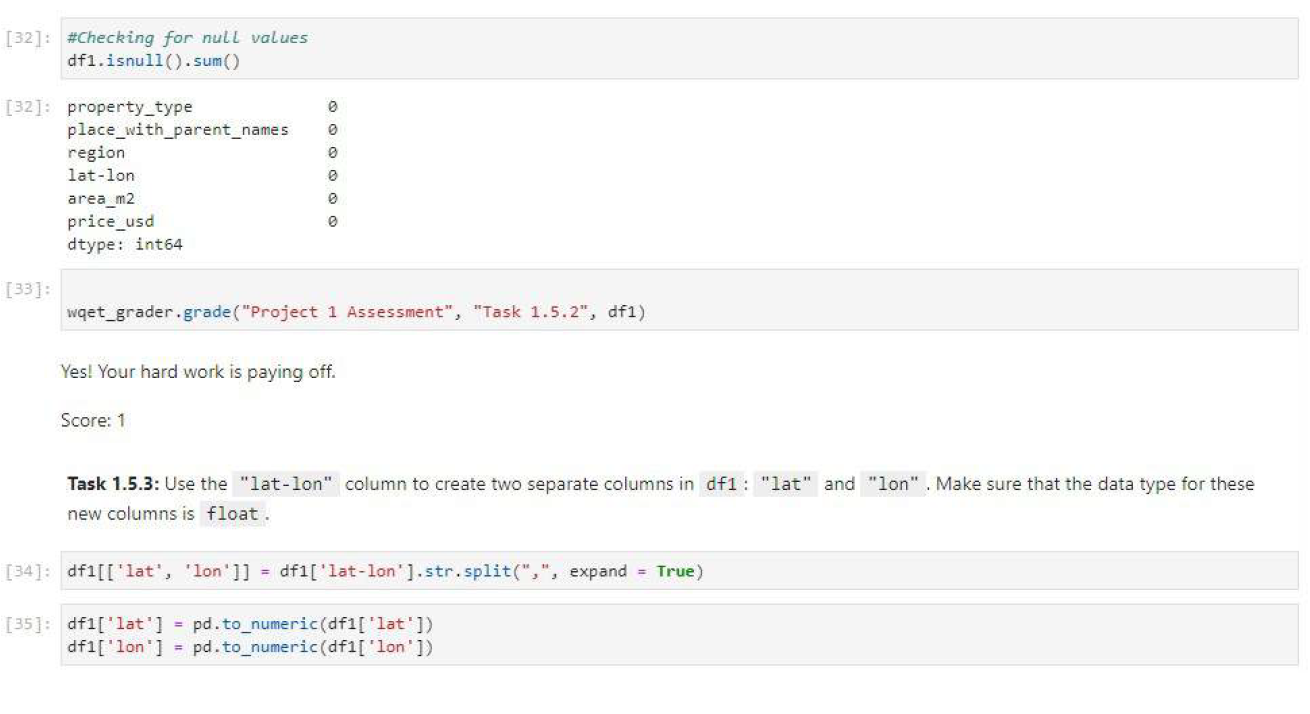 [32]: #Checking for null values
df1.isnull().sum()
[32]: property_type 0
place_with_parent_names 0
region 0
lat-lon 0
area_m2 0
price_usd 0
dtype: int64
[33]:
wqet_grader.grade("Project 1 Assessment", "Task 1.5.2", df1)
Yes! Your hard work is paying off.
Score: 1
Task 1.5.3: Use the "lat-lon" column to create two separate columns in df1: "lat" and "lon". Make sure that the data type for these
new columns is float.
[34]: df1[['lat', 'lon']] = df1['lat-lon'].str.split(",", expand = True)
[35]: df1['lat'] = pd.to_numeric(df1['lat'])
df1['lon'] = pd.to_numeric(df1['lon'])